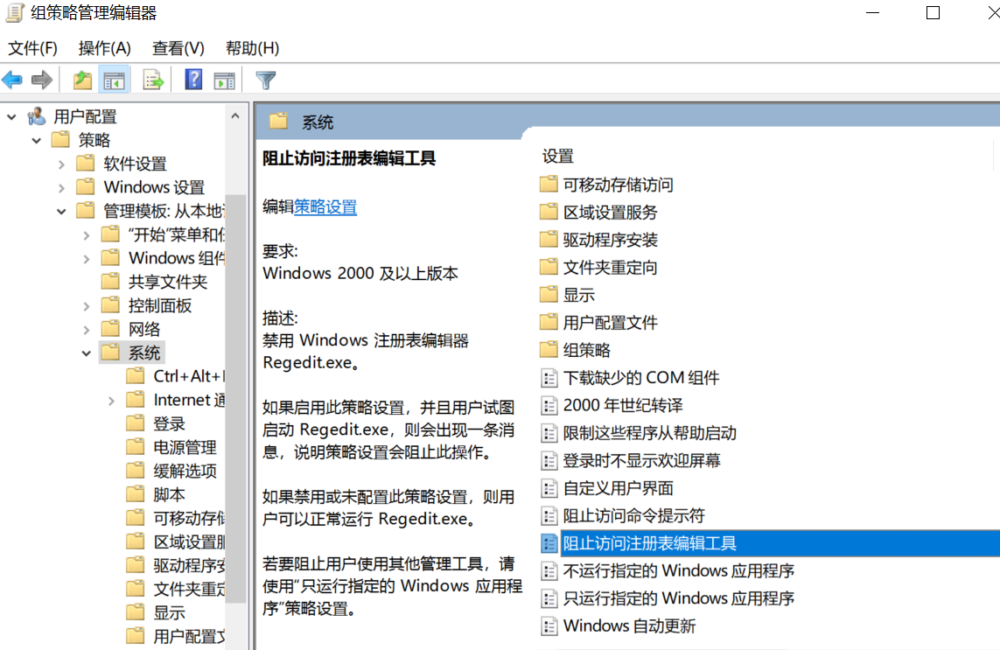 组策略管理编辑器
文件(F) 操作(A) 查看(V) 帮助(H)
用户配置
策略
软件设置
Windows 设置
管理模板: 从本地
“开始”菜单和
Windows 组件
共享文件夹
控制面板
网络
系统
Ctrl+Alt+
Internet 通
登录
电源管理
缓解选项
脚本
可移动存储
区域设置
驱动程序安
文件夹重定
显示
用户配置文
系统
阻止访问注册表编辑工具
编辑策略设置
要求:
Windows 2000 及以上版本
描述:
禁用 Windows 注册表编辑器
Regedit.exe。
如果启用此策略设置，并且用户试图
启动 Regedit.exe，则会出现一条消
息，说明策略设置会阻止此操作。
如果禁用或未配置此策略设置，则用
户可以正常运行 Regedit.exe。
若要阻止用户使用其他管理工具，请
使用“只运行指定的 Windows 应用程
序”策略设置。
设置
可移动存储访问
区域设置服务
驱动程序安装
文件夹重定向
显示
用户配置文件
组策略
下载缺少的 COM 组件
2000 年世纪转译
限制这些程序从帮助启动
登录时不显示欢迎屏幕
自定义用户界面
阻止访问命令提示符
阻止访问注册表编辑工具
不运行指定的 Windows 应用程序
只运行指定的 Windows 应用程序
Windows 自动更新